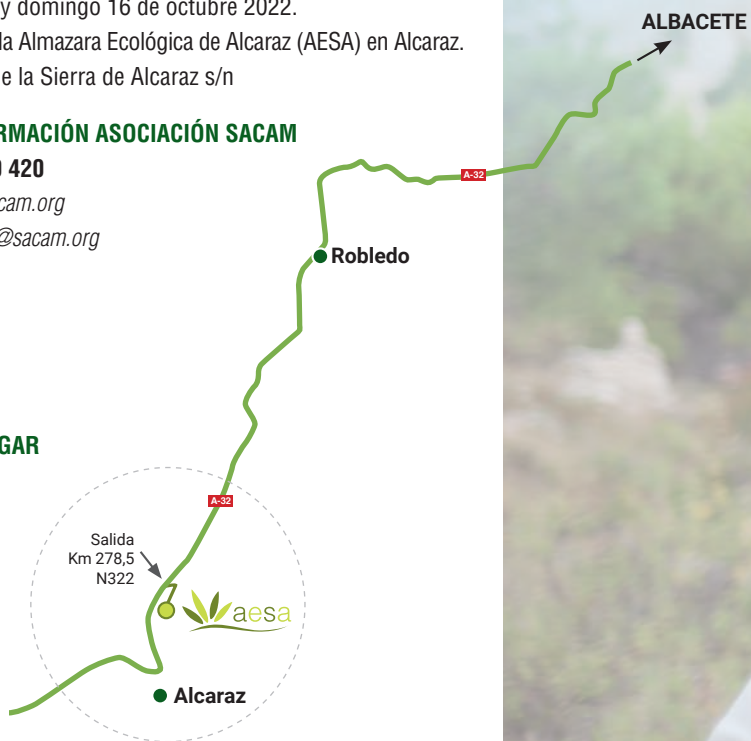 y domingo 16 de octubre 2022.
la Almazara Ecológica de Alcaraz (AESA) en Alcaraz.
e la Sierra de Alcaraz s/n
RMACIÓN ASOCIACIÓN SACAM
420
cam.org
@sacam.org
GAR
ALBACETE
A-32
Robledo
A-32
Salida
Km 278,5
N322
aesa
Alcaraz